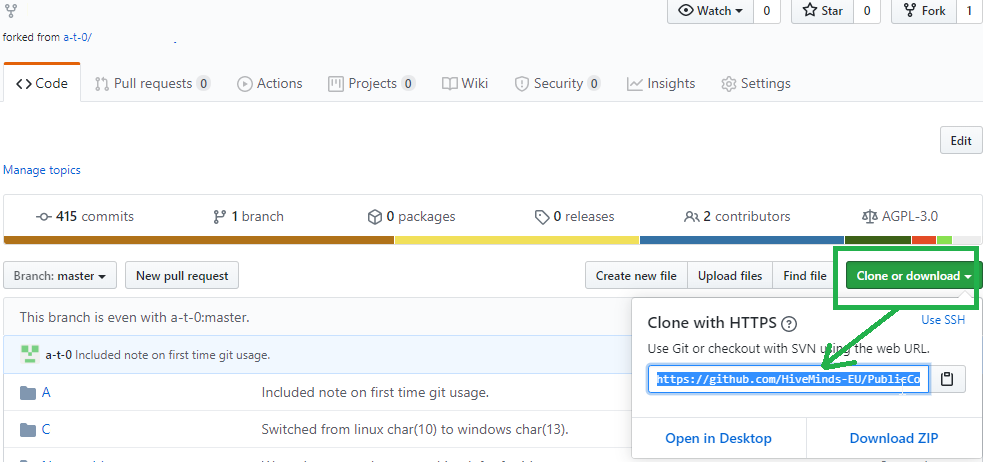 Watch 0 Star 0 Fork 1
forked from a-t-0/
Code Pull requests 0 Actions Projects 0 Wiki Security 0 Insights Settings
Edit
Manage topics
415 commits 1 branch 0 packages 0 releases 2 contributors AGPL-3.0
Branch: master New pull request Create new file Upload files Find file Clone or download
This branch is even with a-t-0:master.
Clone with HTTPS ? Use SSH
Use Git or checkout with SVN using the web URL.
a-t-0 Included note on first time git usage.
https://github.com/HiveMinds-EU/PublicCo
A Included note on first time git usage.
C Switched from linux char(10) to windows char(13).
Open in Desktop Download ZIP